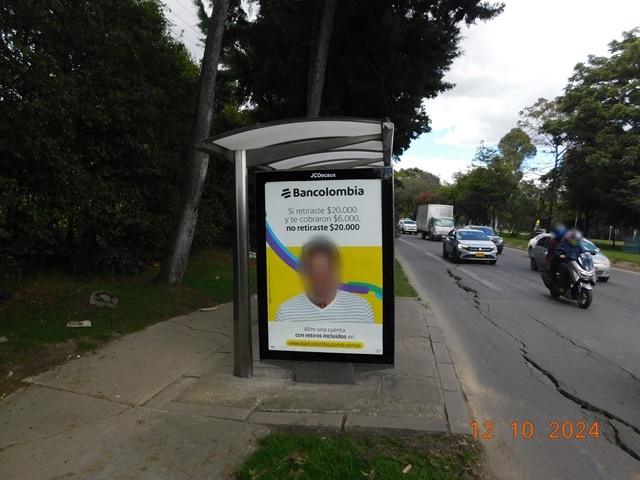 JCDecaux
Bancolombia
Si retiraste $20.000
y te cobraron $6.000,
no retiraste $20.000
Abre una cuenta
con retiros incluidos en
12 10 2024